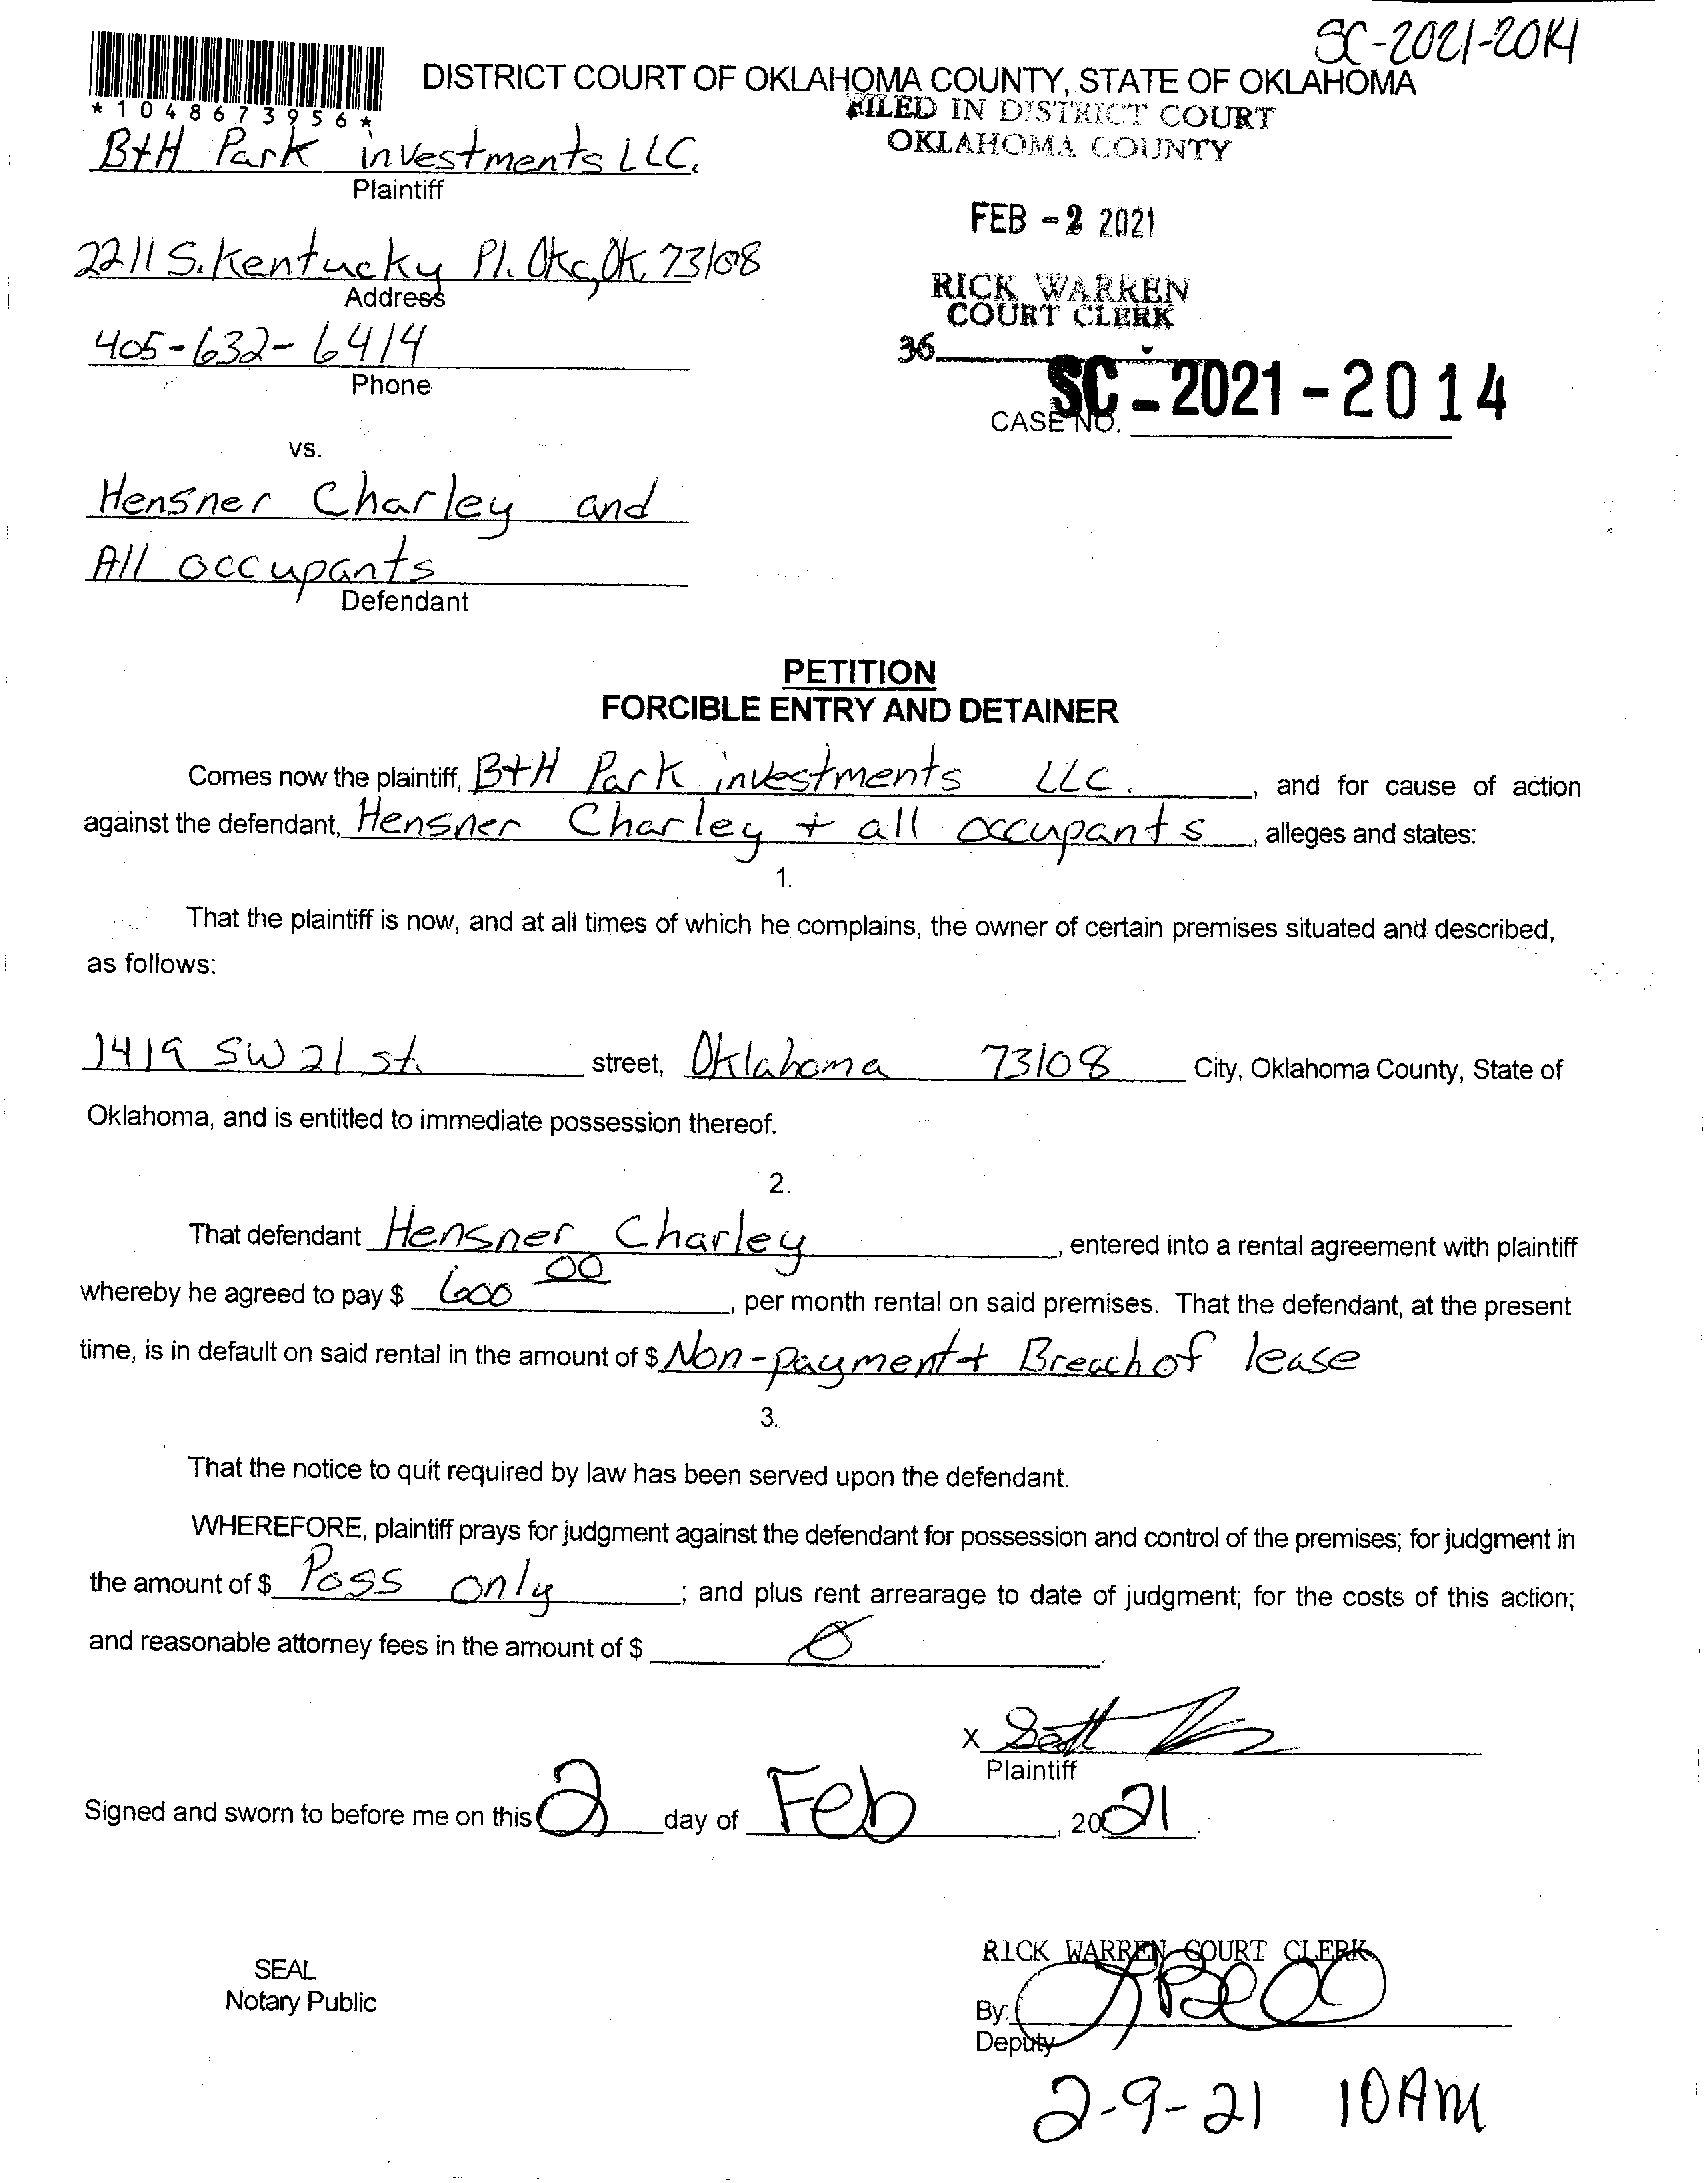 SC-2021-2014
DISTRICT COURT OF OKLAHOMA COUNTY, STATE OF OKLAHOMA
*1048673956*
FILED IN DISTRICT COURT
OKLAHOMA COUNTY
B+H Park investments LLC.
Plaintiff
FEB -2 2021
2211 S. Kentucky Pl. Okc, Ok 73108
Address
RICK WARREN
COURT CLERK
405-632-6414
36
Phone
CASE NO. SC-2021-2014
vs.
Hensner Charley and
All occupants
Defendant
PETITION
FORCIBLE ENTRY AND DETAINER
Comes now the plaintiff, B+H Park investments LLC. , and for cause of action
against the defendant, Hensner Charley + all occupants , alleges and states:
1.
That the plaintiff is now, and at all times of which he complains, the owner of certain premises situated and described,
as follows:
1419 SW 21 st. street, Oklahoma 73108 City, Oklahoma County, State of
Oklahoma, and is entitled to immediate possession thereof.
2.
That defendant Hensner Charley , entered into a rental agreement with plaintiff
whereby he agreed to pay $ 600 00 , per month rental on said premises. That the defendant, at the present
time, is in default on said rental in the amount of $ Non-payment + Breach of lease
3.
That the notice to quit required by law has been served upon the defendant.
WHEREFORE, plaintiff prays for judgment against the defendant for possession and control of the premises; for judgment in
the amount of $ Poss only ; and plus rent arrearage to date of judgment; for the costs of this action;
and reasonable attorney fees in the amount of $ 0 .
X
Plaintiff
Signed and sworn to before me on this 2 day of Feb , 2021 .
RICK WARREN COURT CLERK
SEAL
Notary Public
By:
Deputy
2-9-21 10AM